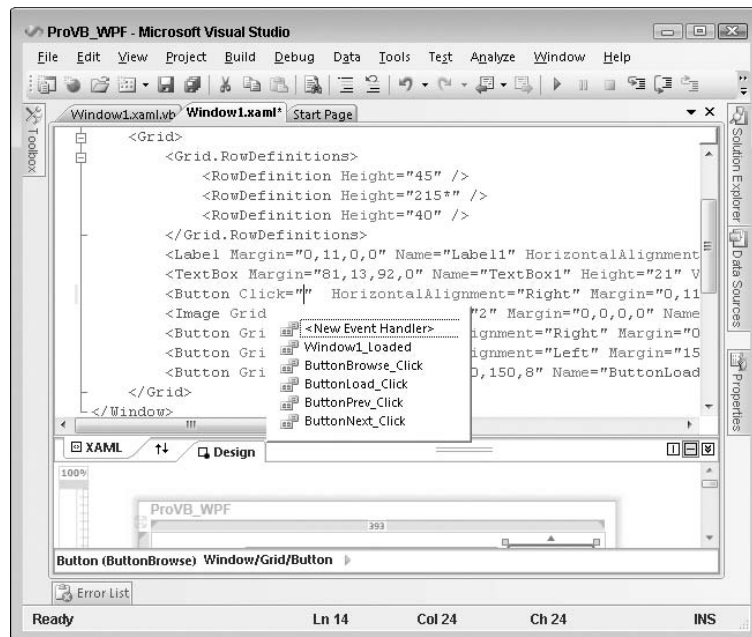 ProVB_WPF - Microsoft Visual Studio
File Edit View Project Build Debug Data Tools Test Analyze Window Help
Window1.xaml.vb Window1.xaml* Start Page
Toolbox
Solution Explorer
Data Sources
Properties
<Grid>
<Grid.RowDefinitions>
<RowDefinition Height="45" />
<RowDefinition Height="215*" />
<RowDefinition Height="40" />
</Grid.RowDefinitions>
<Label Margin="0,11,0,0" Name="Label1" HorizontalAlignment
<TextBox Margin="81,13,92,0" Name="TextBox1" Height="21" V
<Button Click="" HorizontalAlignment="Right" Margin="0,11
<Image Grid "2" Margin="0,0,0,0" Name
<Button Gri ignment="Right" Margin="0
<Button Gri ignment="Left" Margin="15
<Button Gri 0,150,8" Name="ButtonLoad
</Grid>
</Window>
<New Event Handler>
Window1_Loaded
ButtonBrowse_Click
ButtonLoad_Click
ButtonPrev_Click
ButtonNext_Click
XAML Design
100%
ProVB_WPF
393
Button (ButtonBrowse) Window/Grid/Button
Error List
Ready Ln 14 Col 24 Ch 24 INS